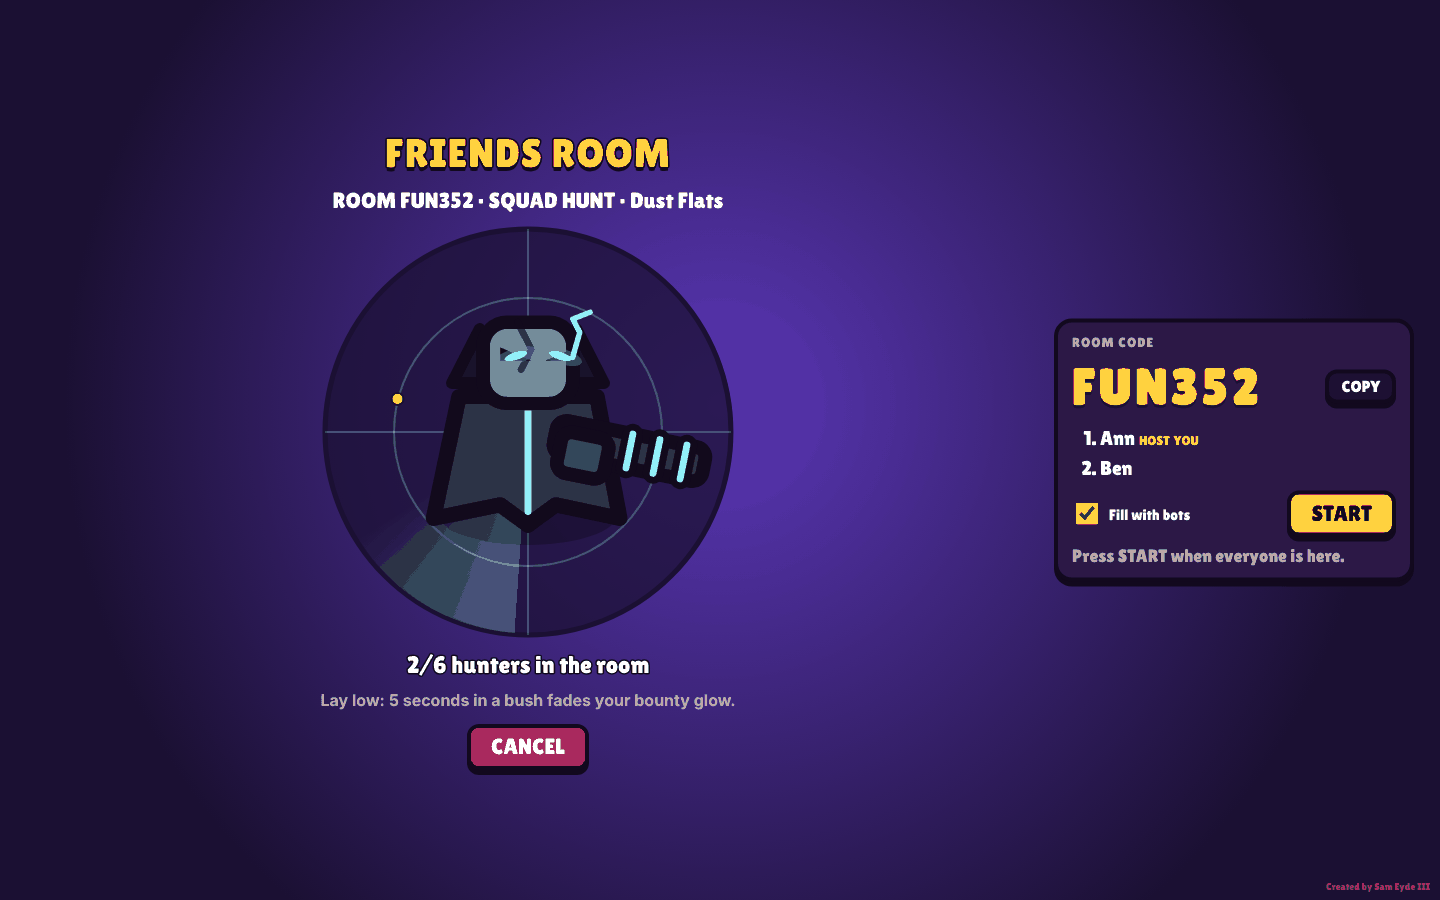 FRIENDS ROOM
ROOM FUN352 · SQUAD HUNT · Dust Flats
2/6 hunters in the room
Lay low: 5 seconds in a bush fades your bounty glow.
CANCEL
ROOM CODE
FUN352
COPY
1. Ann HOST YOU
2. Ben
Fill with bots
START
Press START when everyone is here.
Created by Sam Eyde III